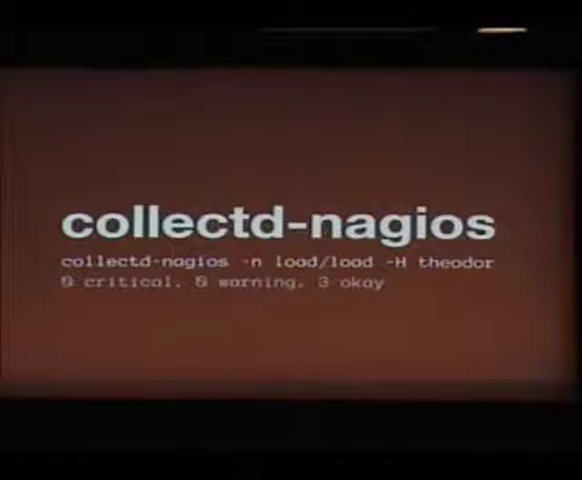 collectd-nagios
collectd-nagios -n load/load -H theodor
0 critical, 0 warning, 3 okay